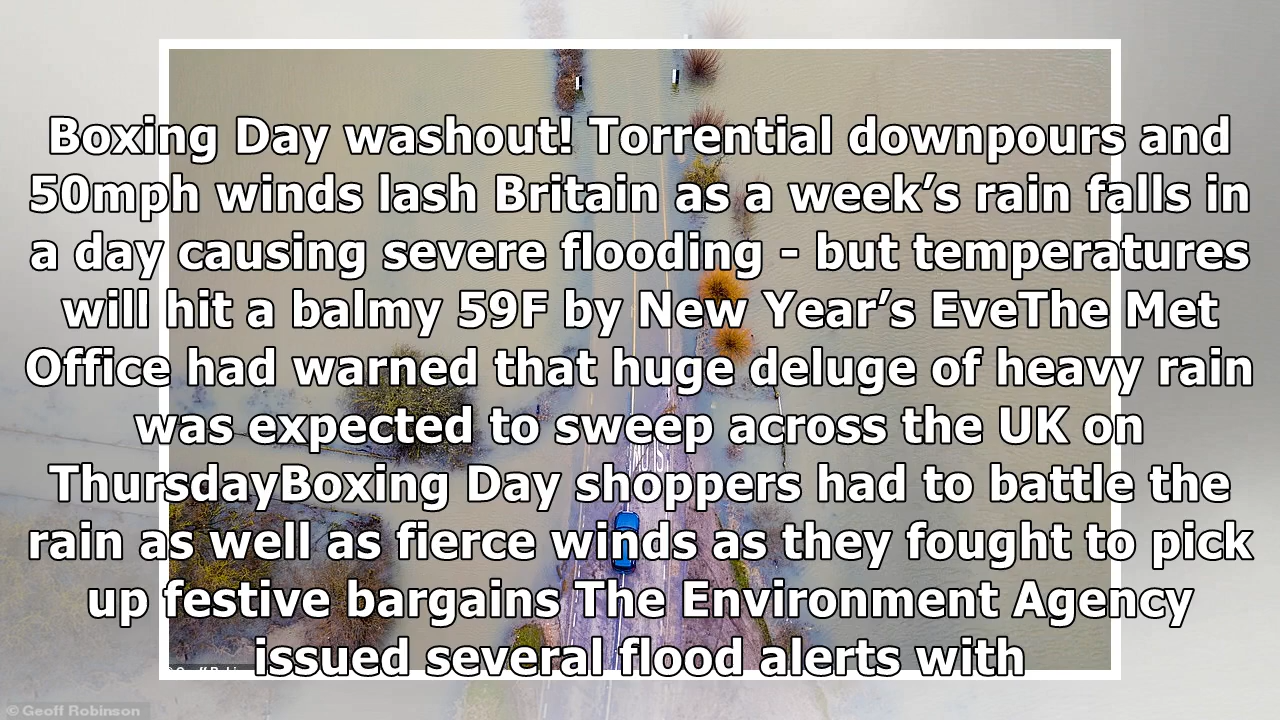 Boxing Day washout! Torrential downpours and
50mph winds lash Britain as a week’s rain falls in
a day causing severe flooding - but temperatures
will hit a balmy 59F by New Year’s EveThe Met
Office had warned that huge deluge of heavy rain
was expected to sweep across the UK on
ThursdayBoxing Day shoppers had to battle the
rain as well as fierce winds as they fought to pick
up festive bargains The Environment Agency
issued several flood alerts with
© Geoff Robinson